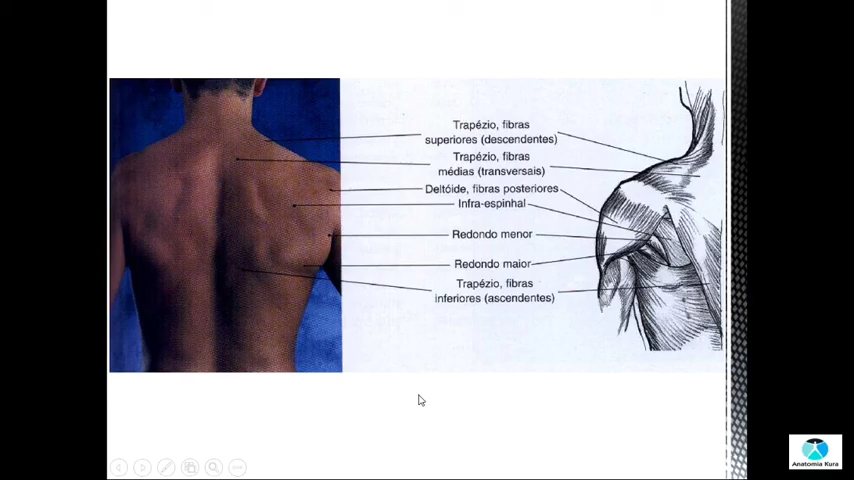 Trapézio, fibras
superiores (descendentes)
Trapézio, fibras
médias (transversais)
Deltóide, fibras posteriores
Infra-espinhal
Redondo menor
Redondo maior
Trapézio, fibras
inferiores (ascendentes)
Anatomia Kura